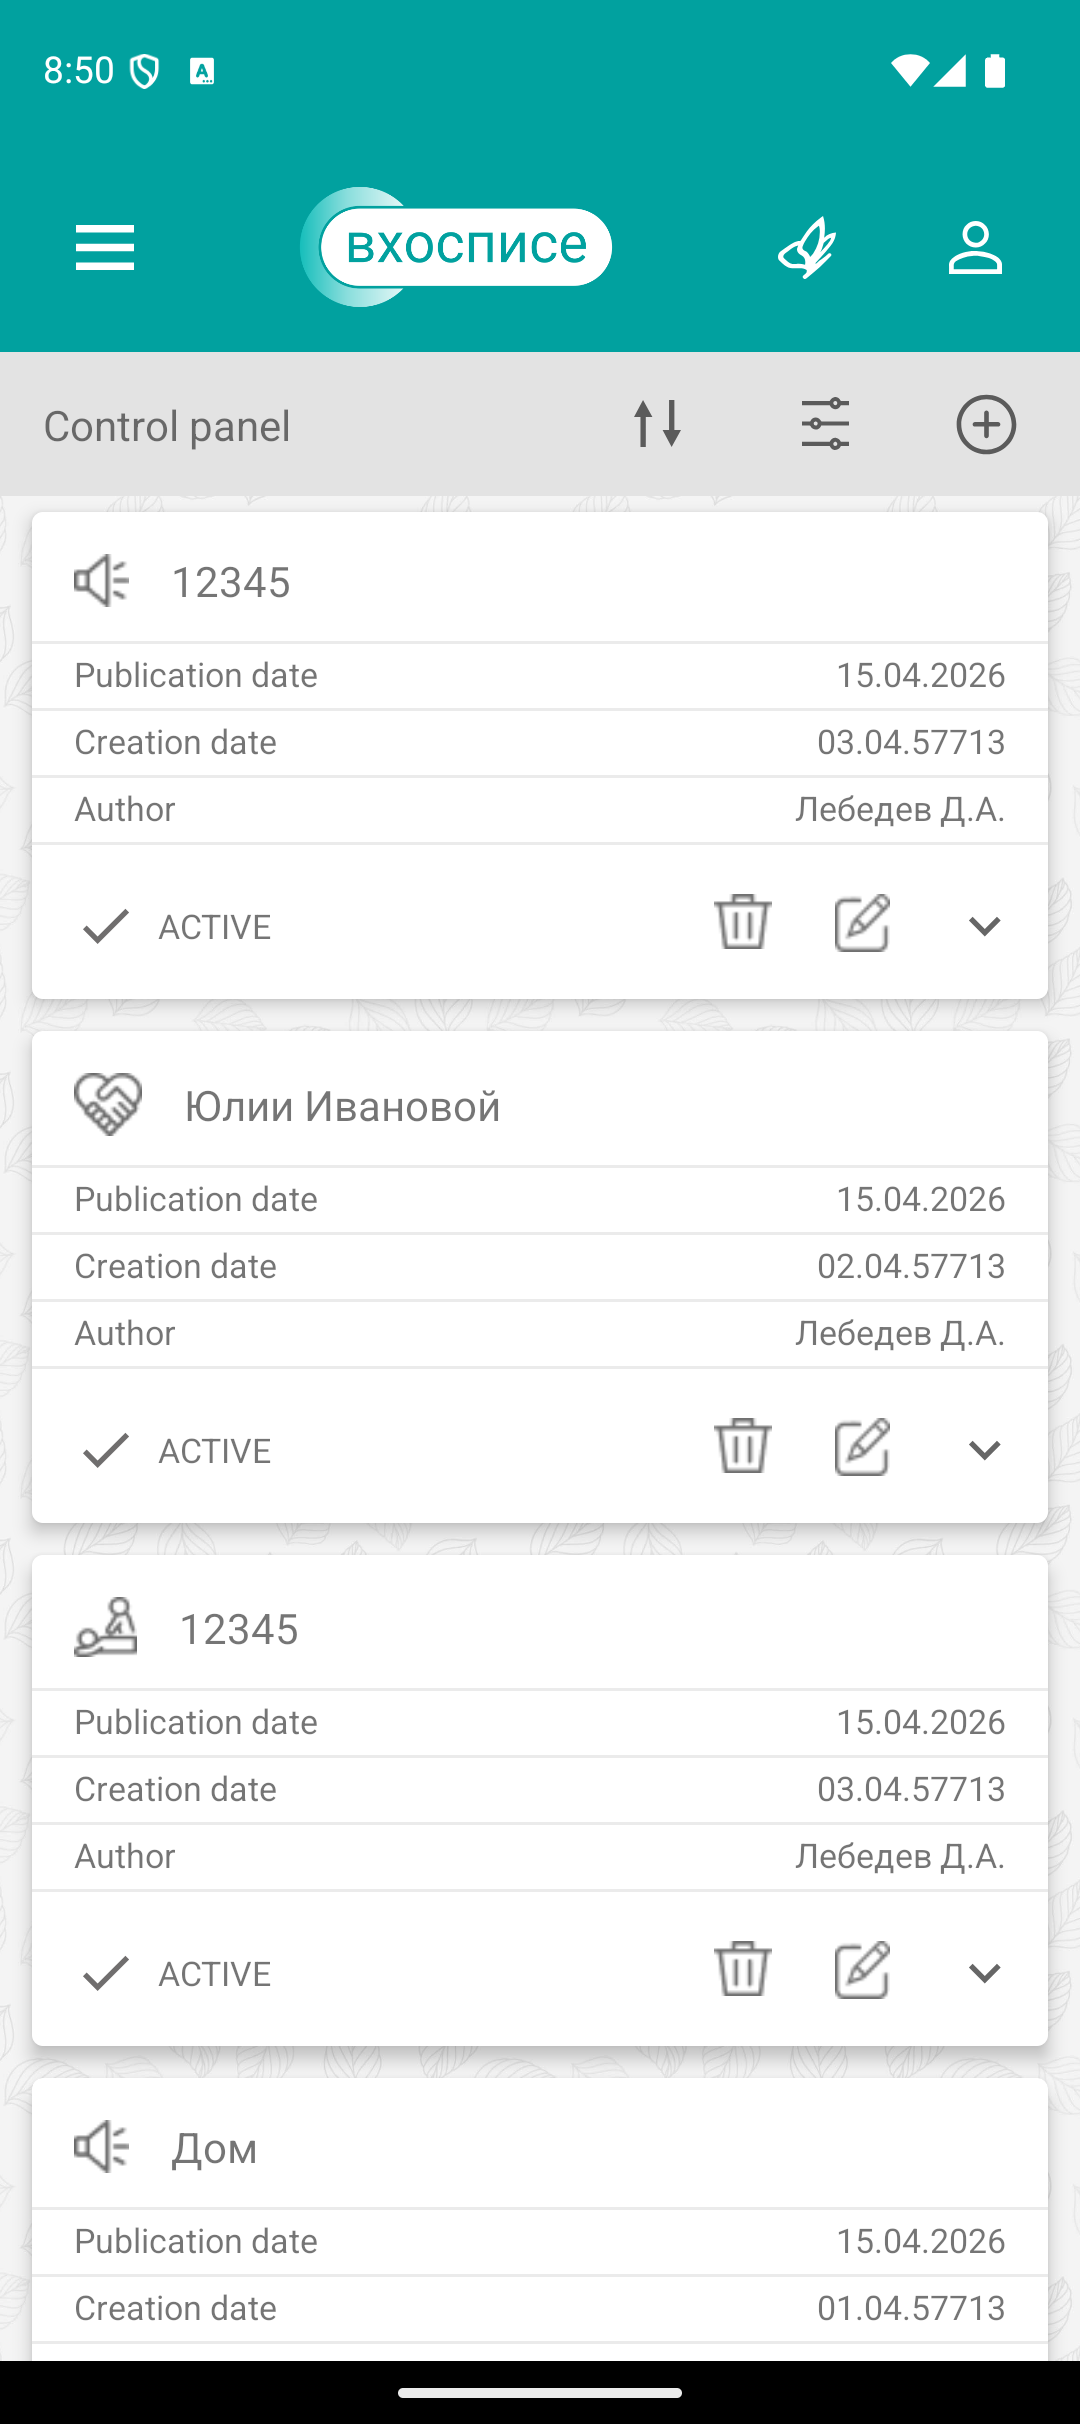 8:50
вхосписе
Control panel
12345
Publication date 15.04.2026
Creation date 03.04.57713
Author Лебедев Д.А.
ACTIVE
Юлии Ивановой
Publication date 15.04.2026
Creation date 02.04.57713
Author Лебедев Д.А.
ACTIVE
12345
Publication date 15.04.2026
Creation date 03.04.57713
Author Лебедев Д.А.
ACTIVE
Дом
Publication date 15.04.2026
Creation date 01.04.57713